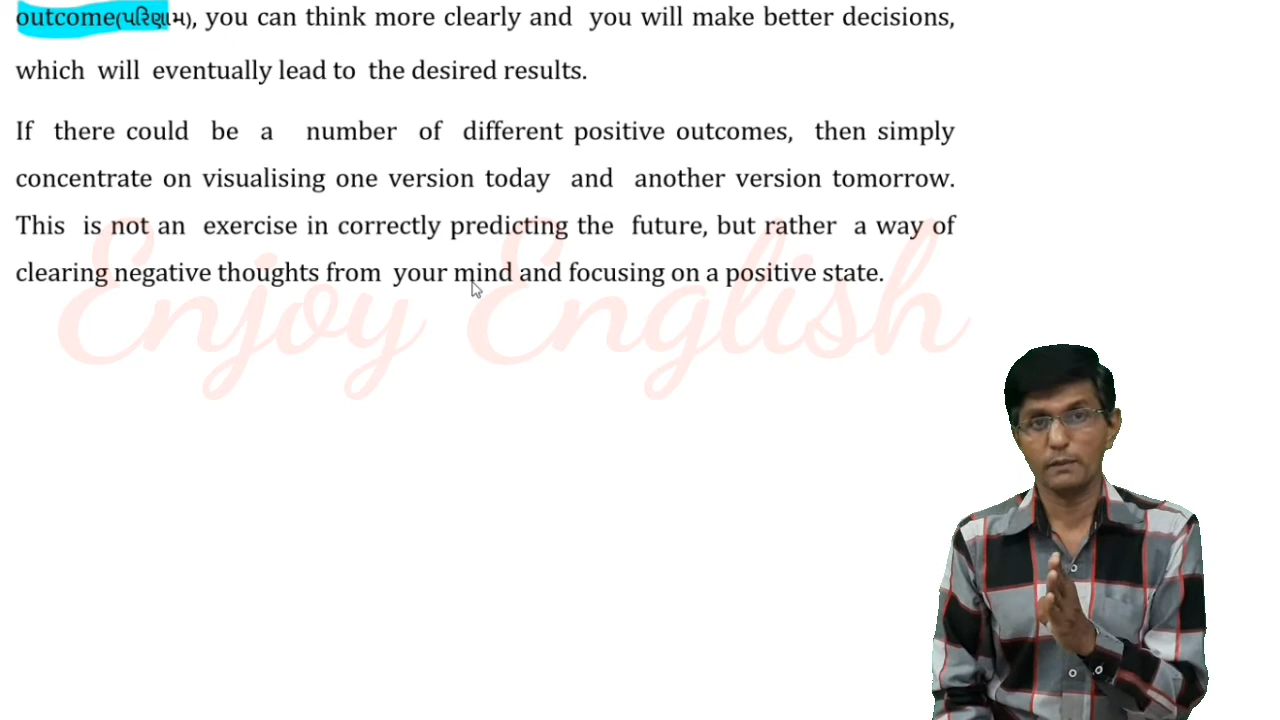 outcome(પરિણામ), you can think more clearly and you will make better decisions,
which will eventually lead to the desired results.
If there could be a number of different positive outcomes, then simply
concentrate on visualising one version today and another version tomorrow.
This is not an exercise in correctly predicting the future, but rather a way of
clearing negative thoughts from your mind and focusing on a positive state.
Enjoy English